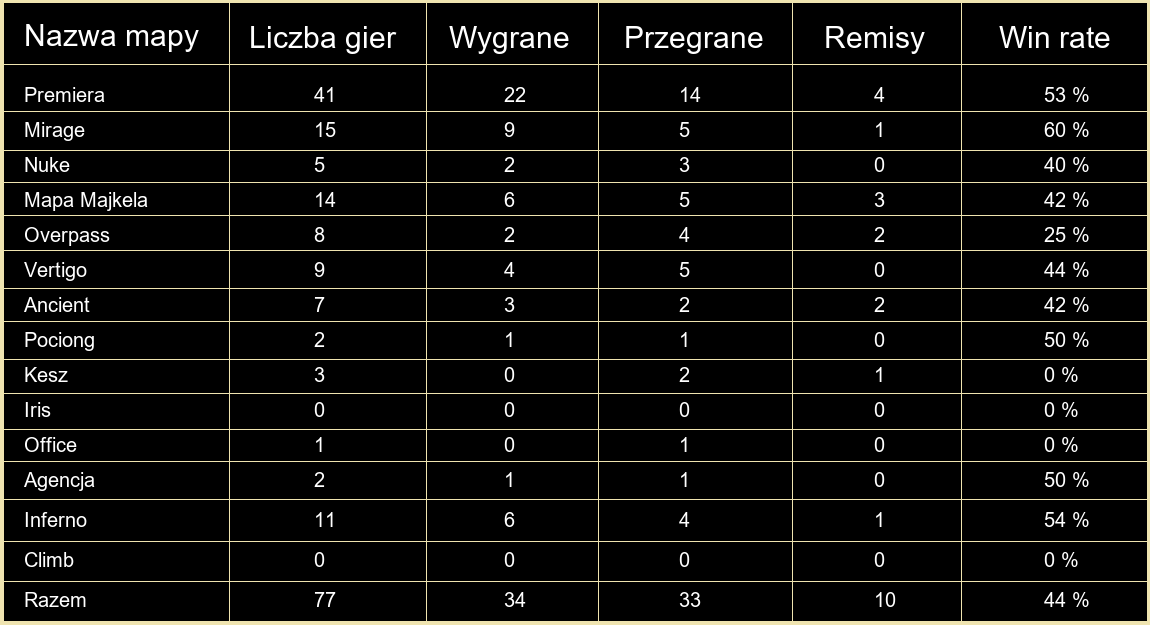 Nazwa mapy Liczba gier Wygrane Przegrane Remisy Win rate
Premiera 41 22 14 4 53 %
Mirage 15 9 5 1 60 %
Nuke 5 2 3 0 40 %
Mapa Majkela 14 6 5 3 42 %
Overpass 8 2 4 2 25 %
Vertigo 9 4 5 0 44 %
Ancient 7 3 2 2 42 %
Pociong 2 1 1 0 50 %
Kesz 3 0 2 1 0 %
Iris 0 0 0 0 0 %
Office 1 0 1 0 0 %
Agencja 2 1 1 0 50 %
Inferno 11 6 4 1 54 %
Climb 0 0 0 0 0 %
Razem 77 34 33 10 44 %